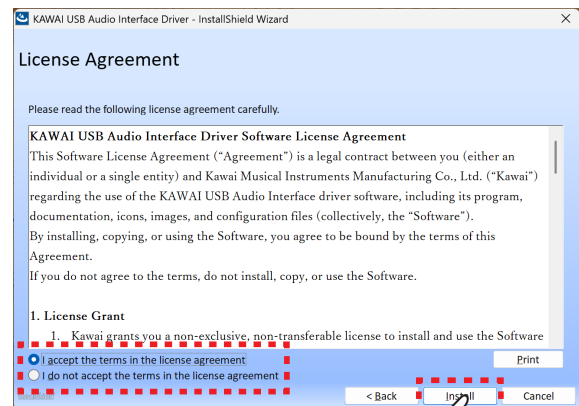 KAWAI USB Audio Interface Driver - InstallShield Wizard
License Agreement
Please read the following license agreement carefully.
KAWAI USB Audio Interface Driver Software License Agreement
This Software License Agreement (“Agreement”) is a legal contract between you (either an
individual or a single entity) and Kawai Musical Instruments Manufacturing Co., Ltd. (“Kawai”)
regarding the use of the KAWAI USB Audio Interface driver software, including its program,
documentation, icons, images, and configuration files (collectively, the “Software”).
By installing, copying, or using the Software, you agree to be bound by the terms of this
Agreement.
If you do not agree to the terms, do not install, copy, or use the Software.
1. License Grant
1. Kawai grants you a non-exclusive, non-transferable license to install and use the Software
I accept the terms in the license agreement
Print
I do not accept the terms in the license agreement
< Back
Install
Cancel